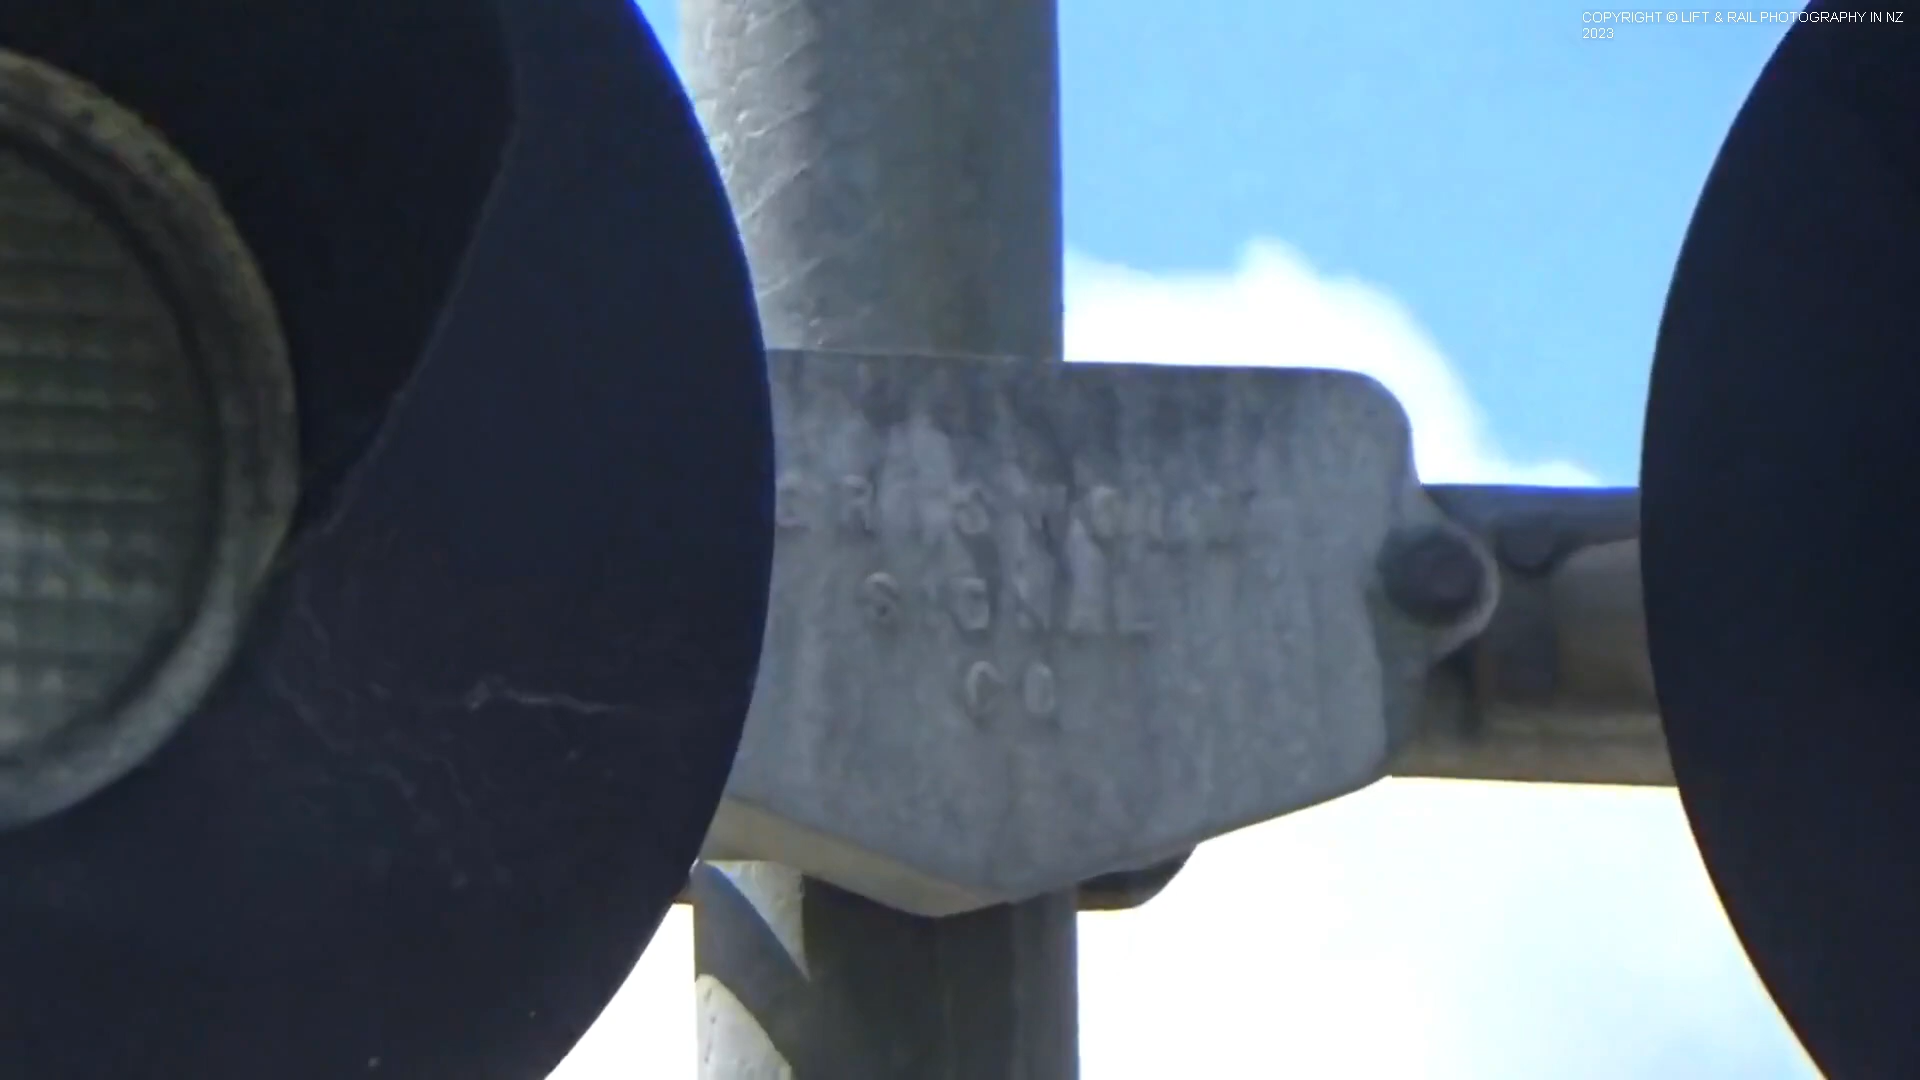 COPYRIGHT © LIFT & RAIL PHOTOGRAPHY IN NZ
2023
SIGNAL
CO